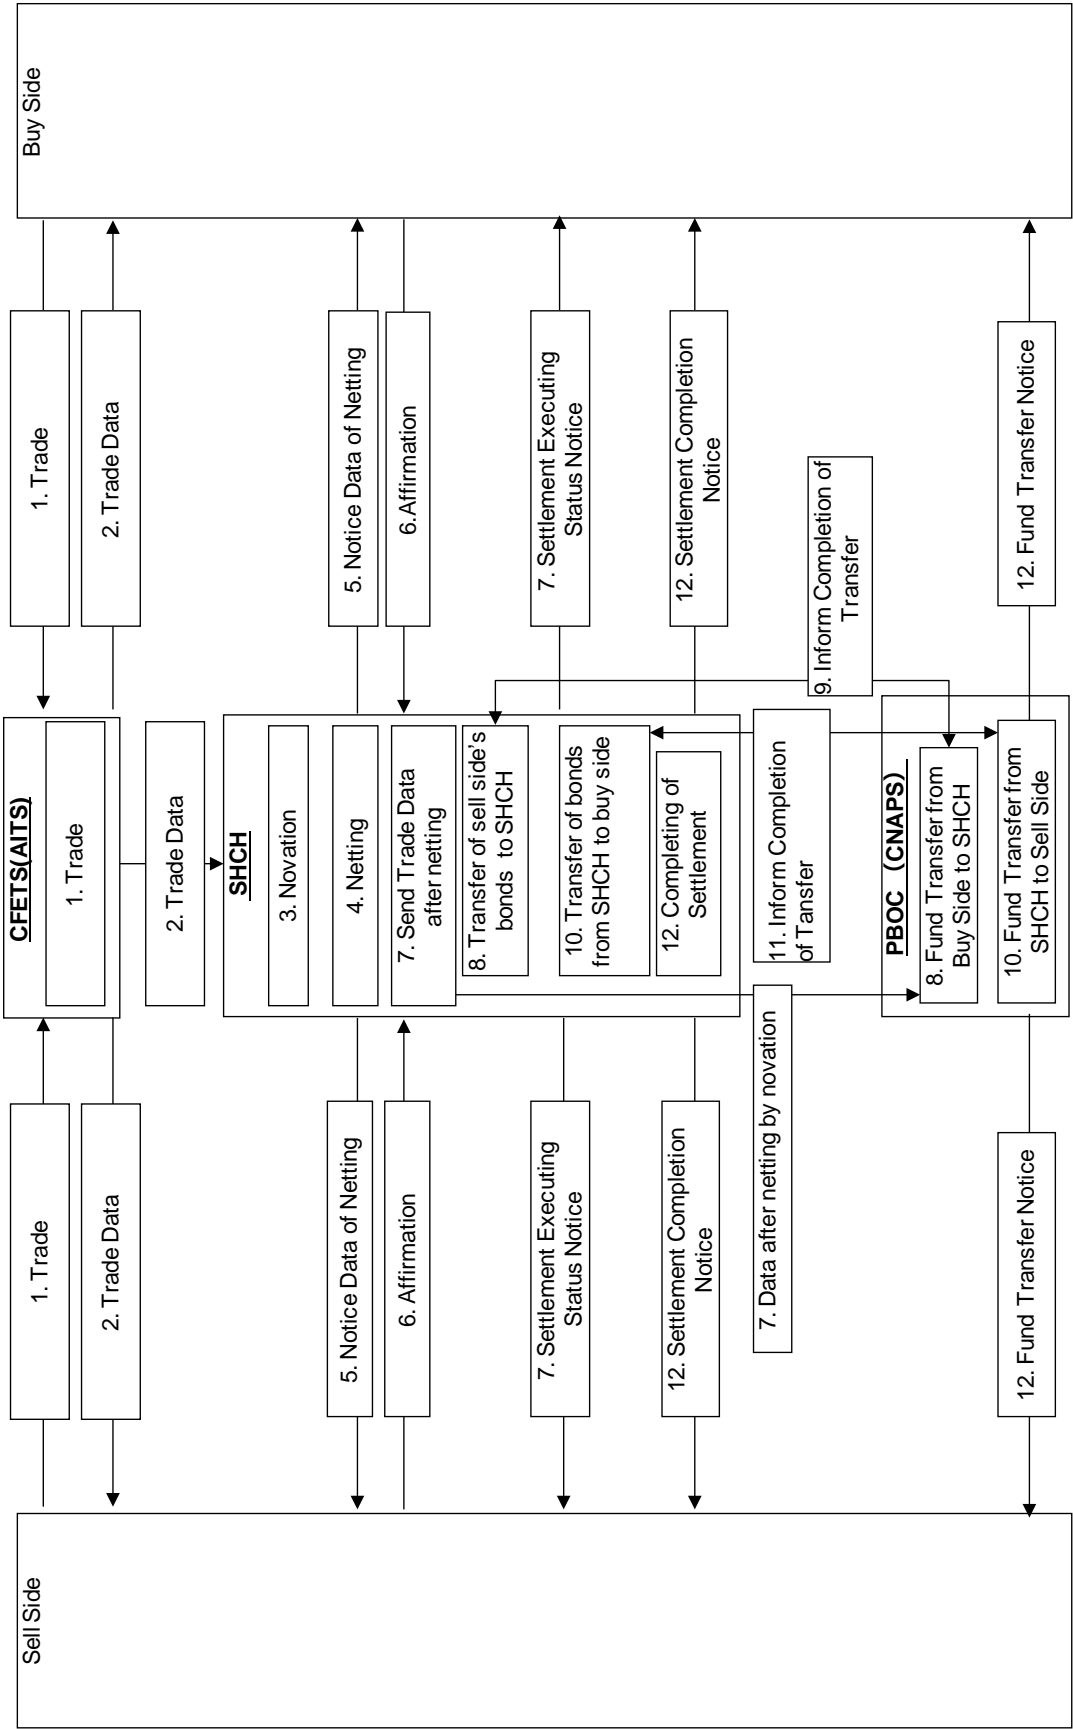 Sell Side
Buy Side
CFETS(AITS)
1. Trade
1. Trade
1. Trade
2. Trade Data
2. Trade Data
2. Trade Data
SHCH
3. Novation
4. Netting
5. Notice Data of Netting
5. Notice Data of Netting
6. Affirmation
6.Affirmation
7. Send Trade Data
after netting
8. Transfer of sell side's
bonds to SHCH
7. Settlement Executing
Status Notice
7. Settlement Executing
Status Notice
10. Transfer of bonds
from SHCH to buy side
12. Completing of
Settlement
12. Settlement Completion
Notice
12. Settlement Completion
Notice
7. Data after netting by novation
11. Inform Completion
of Tansfer
9. Inform Completion of
Transfer
PBOC (CNAPS)
8. Fund Transfer from
Buy Side to SHCH
10. Fund Transfer from
SHCH to Sell Side
12. Fund Transfer Notice
12. Fund Transfer Notice